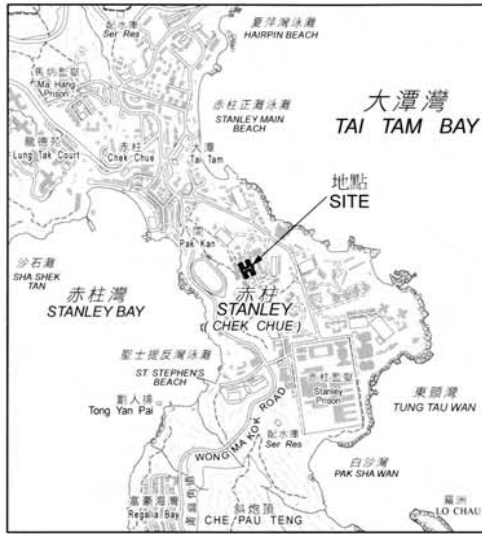 配水庫
Ser Res
夏萍灣泳灘
HAIRPIN BEACH
馬坑監獄
Ma Hang
Prison
赤柱正灘泳灘
STANLEY MAIN
BEACH
大潭灣
TAI TAM BAY
龍德苑
Lung Tak Court
赤柱
Chek Chue
大潭
Tai Tam
地點
SITE
Pak Kan
沙石灘
SHA SHEK
TAN
赤柱灣
STANLEY BAY
赤柱
STANLEY
( CHEK CHUE )
聖士提反灣泳灘
ST. STEPHEN'S
BEACH
赤柱監獄
Stanley
Prison
東頭灣
TUNG TAU WAN
Tong Yan Pai
WONG MA KOK ROAD
配水庫
Ser Res
白沙灣
PAK SHA WAN
富豪海灣
Regalia Bay
黃麻角道
斜炮頂
CHE PAU TENG
羅洲
LO CHAU